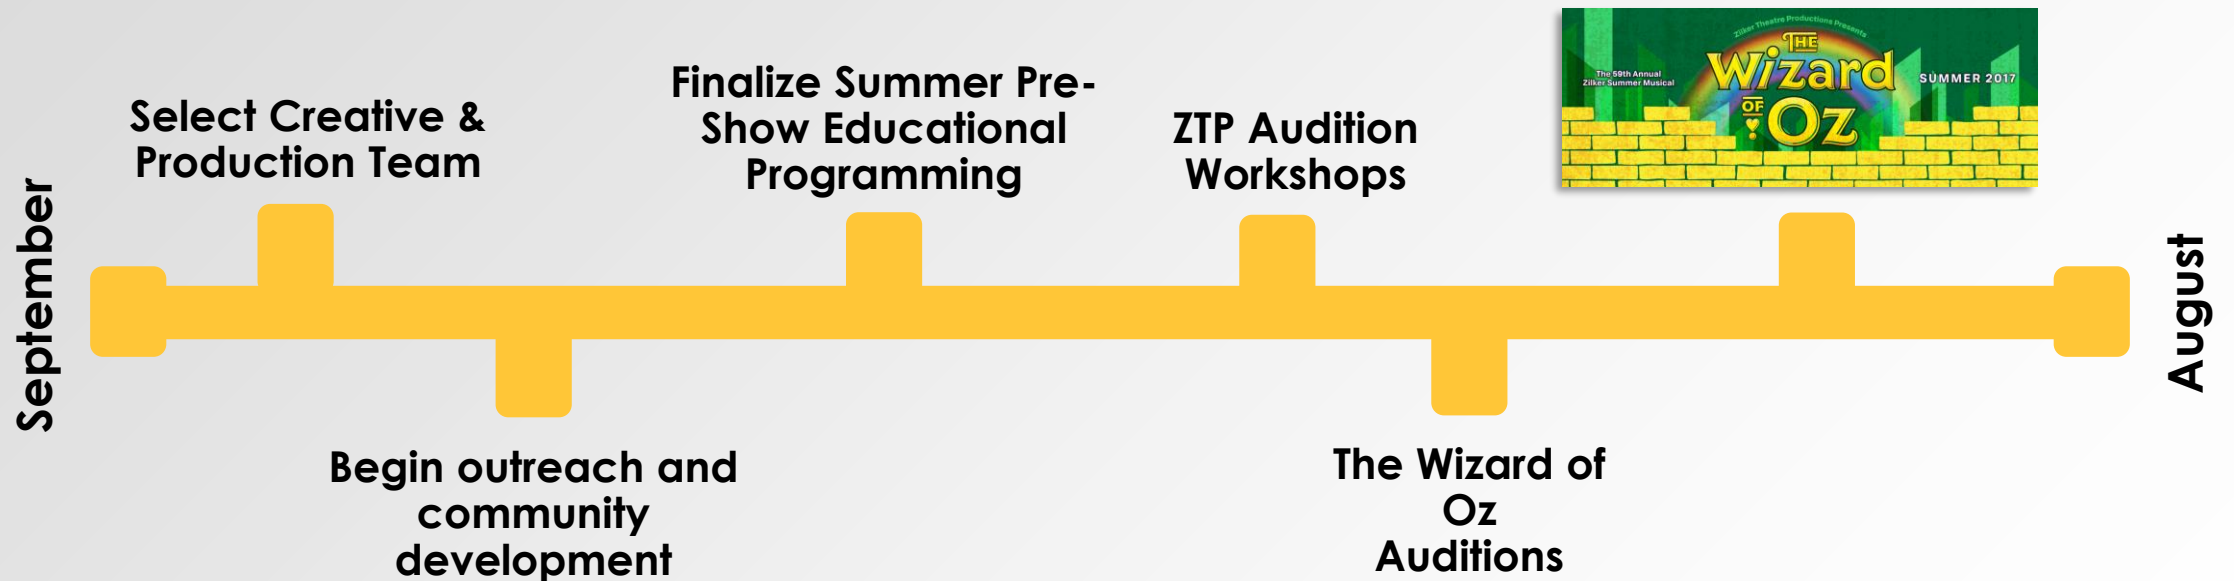 September
Select Creative &
Production Team
Begin outreach and
community
development
Finalize Summer Pre-
Show Educational
Programming
ZTP Audition
Workshops
The Wizard of
Oz
Auditions
Zilker Theatre Productions Presents
The 59th Annual
Zilker Summer Musical
THE
Wizard
OF
Oz
SUMMER 2017
August